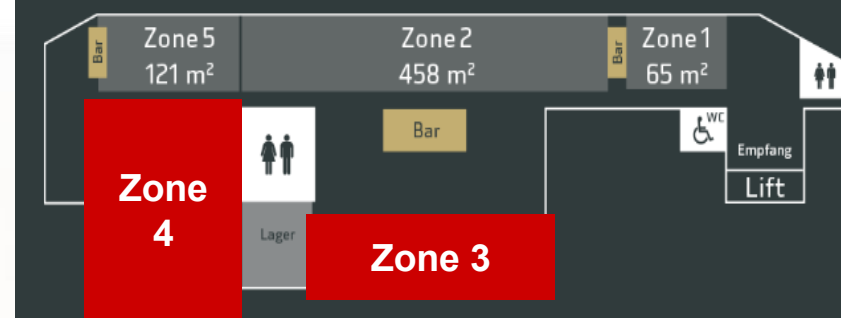 Bar
Zone 5
121 m²
Zone 2
458 m²
Bar
Zone 1
65 m²
Bar
WC
Empfang
Lift
Zone
4
Lager
Zone 3